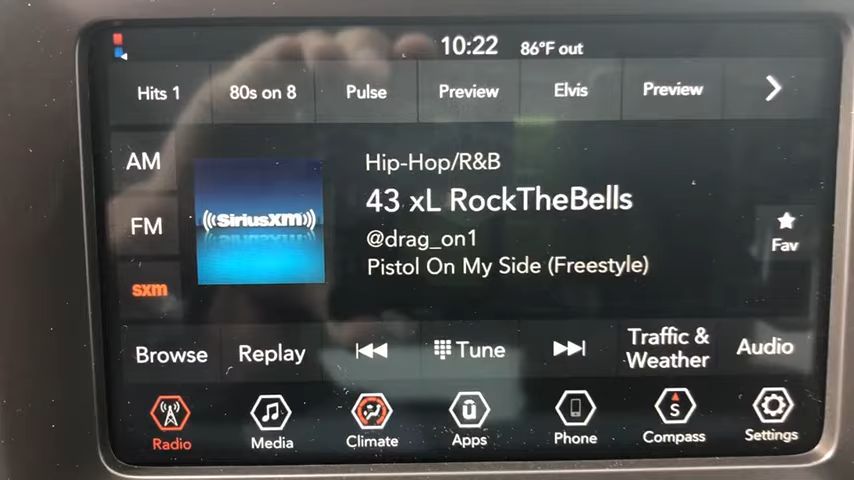 10:22 86°F out
Hits 1 80s on 8 Pulse Preview Elvis Preview
AM
FM
sxm
((SiriusXM))
Hip-Hop/R&B
43 xL RockTheBells
@drag_on1
Pistol On My Side (Freestyle)
Fav
Browse Replay Tune Traffic & Weather Audio
Radio Media Climate Apps Phone Compass Settings
û
S